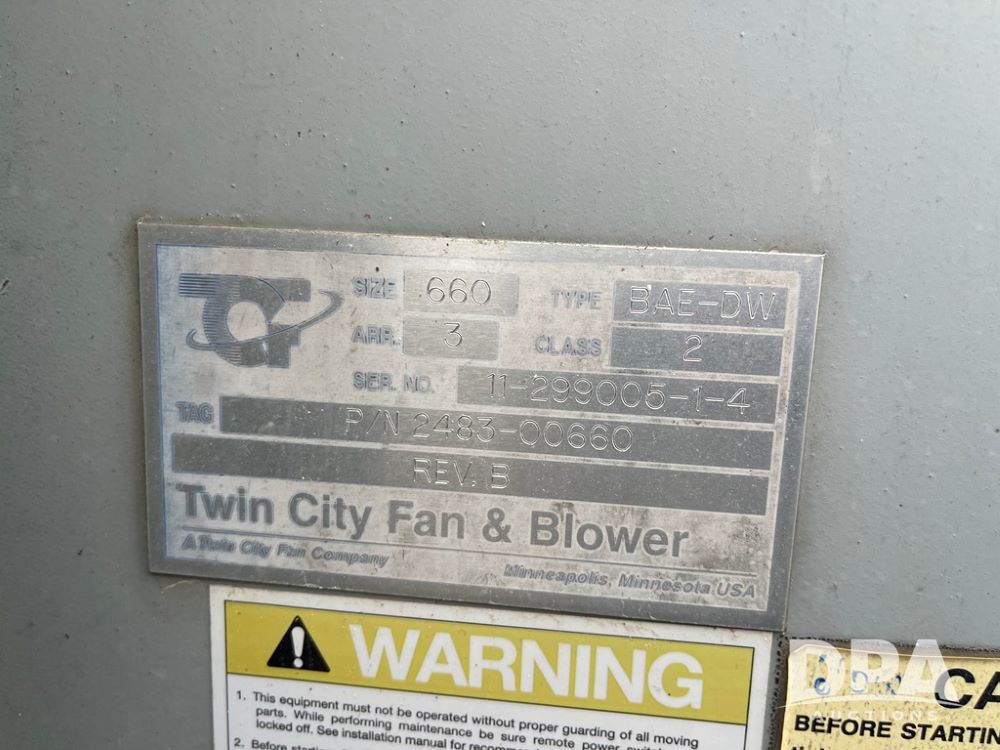 SIZE 660 TYPE BAE-DW
ARR. 3 CLASS 2
SER. NO. 11-299005-1-4
TAG P/N 2483-00660
REV. B
Twin City Fan & Blower
A Twin City Fan Company Minneapolis, Minnesota USA
WARNING
1. This equipment must not be operated without proper guarding of all moving
parts. While performing maintenance be sure remote power
locked off. See installation manual for
2. Before
DPA
AUCTIONS
BEFORE